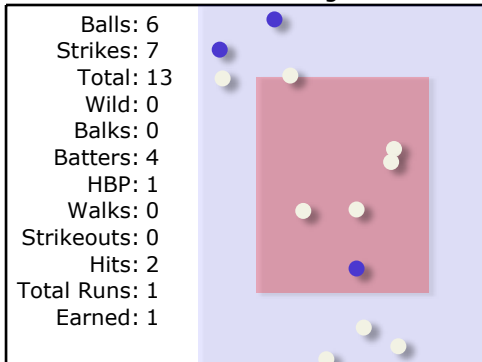 Balls: 6
Strikes: 7
Total: 13
Wild: 0
Balks: 0
Batters: 4
HBP: 1
Walks: 0
Strikeouts: 0
Hits: 2
Total Runs: 1
Earned: 1